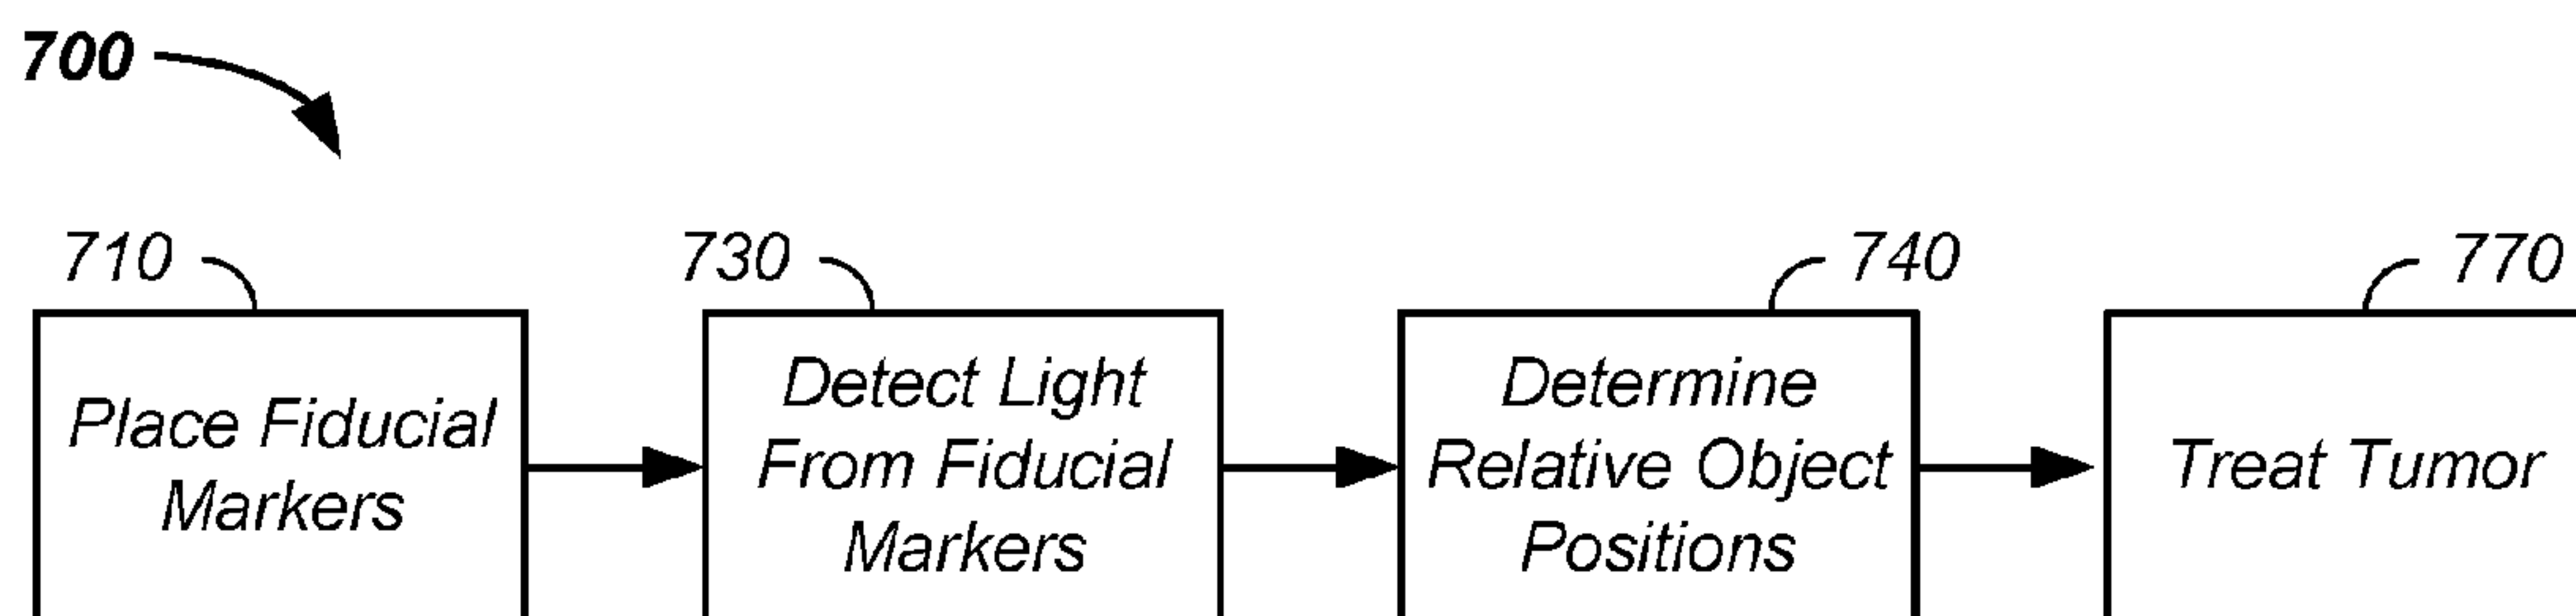 700
710
730
740
770
Place Fiducial
Markers
Detect Light
From Fiducial
Markers
Determine
Relative Object
Positions
Treat Tumor